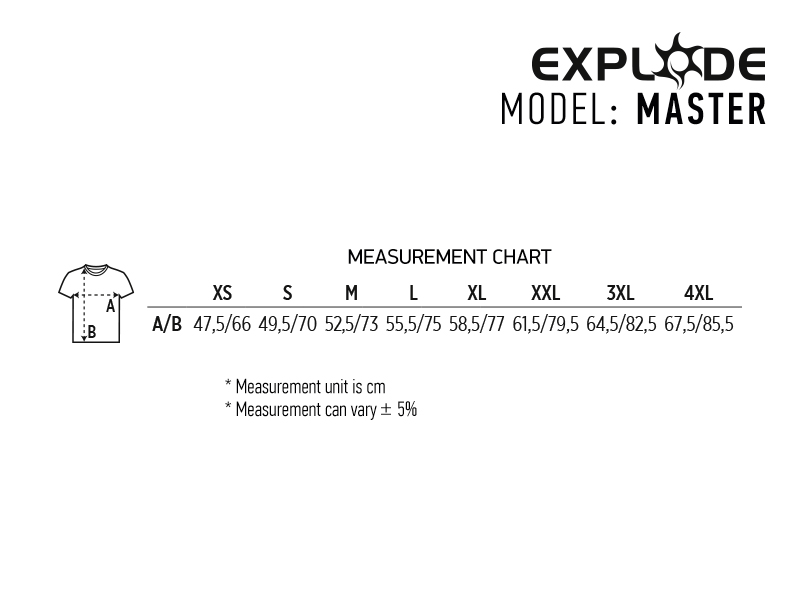 EXPLODE
MODEL: MASTER
MEASUREMENT CHART
XS S M L XL XXL 3XL 4XL
A/B 47,5/66 49,5/70 52,5/73 55,5/75 58,5/77 61,5/79,5 64,5/82,5 67,5/85,5
A
B
* Measurement unit is cm
* Measurement can vary ± 5%